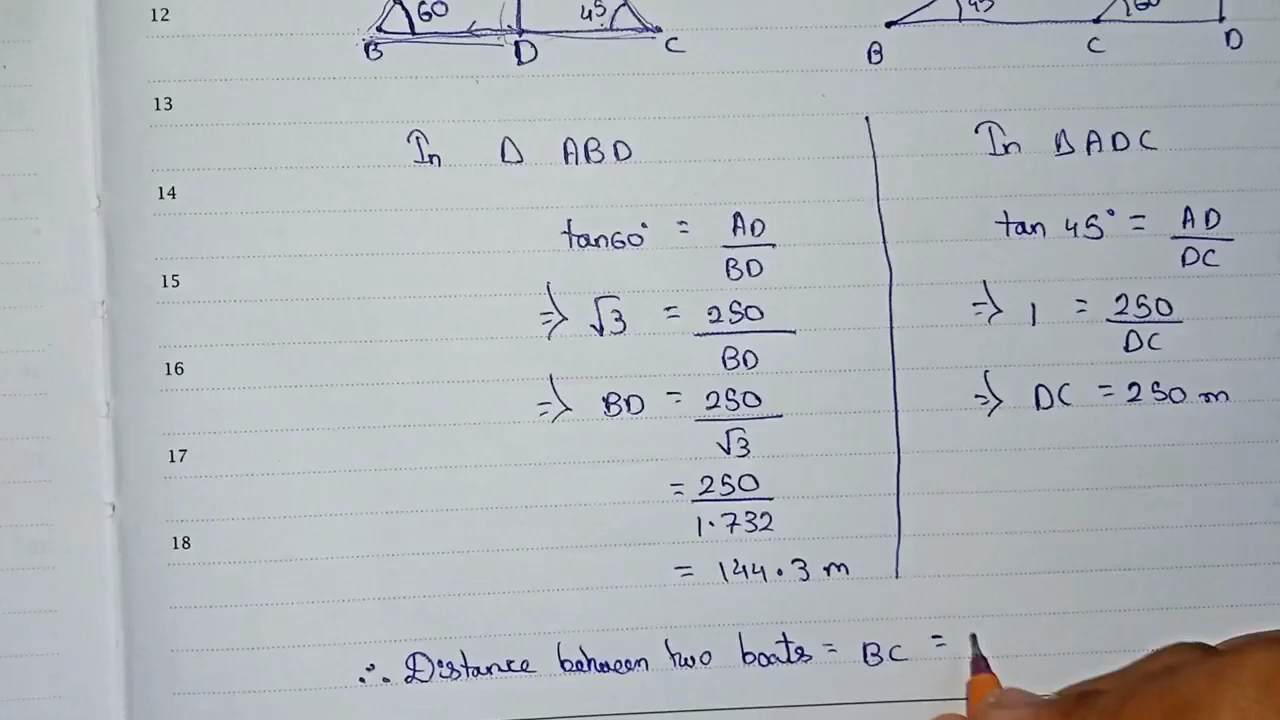 12
60
45
B
D
C
45
60
B
C
D
13
In Δ ABD
14
tan60° = AD/BD
15
⇒ √3 = 250/BD
16
⇒ BD = 250/√3
17
= 250/1.732
18
= 144.3 m
In Δ ADC
tan 45° = AD/DC
⇒ 1 = 250/DC
⇒ DC = 250 m
∴ Distance between two boats = BC =